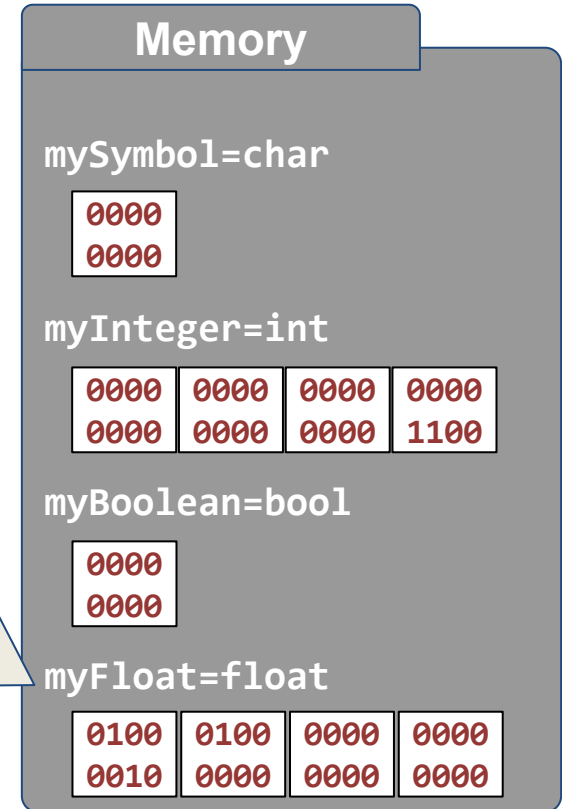 Memory
mySymbol=char
0000
0000
myInteger=int
0000 0000 0000 0000
0000 0000 0000 1100
myBoolean=bool
0000
0000
myFloat=float
0100 0100 0000 0000
0010 0000 0000 0000